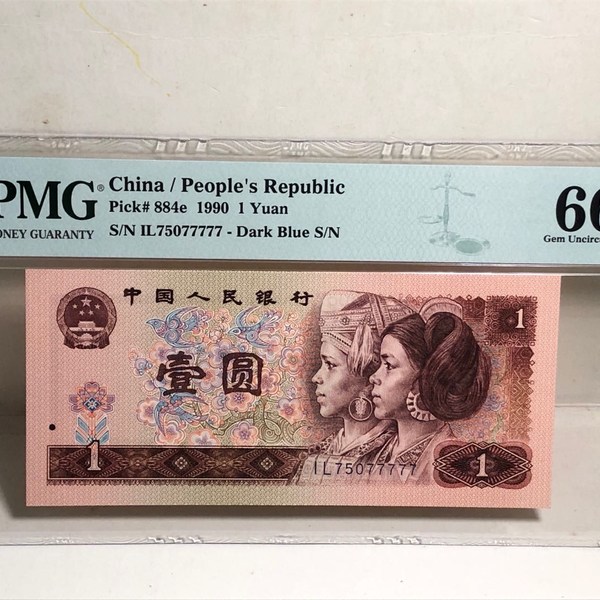 PMG®
MONEY GUARANTY
China / People's Republic
Pick# 884e 1990 1 Yuan
S/N IL75077777 - Dark Blue S/N
66
Gem Uncirc
中国人民银行
1
壹圆
1
IL75077777
1